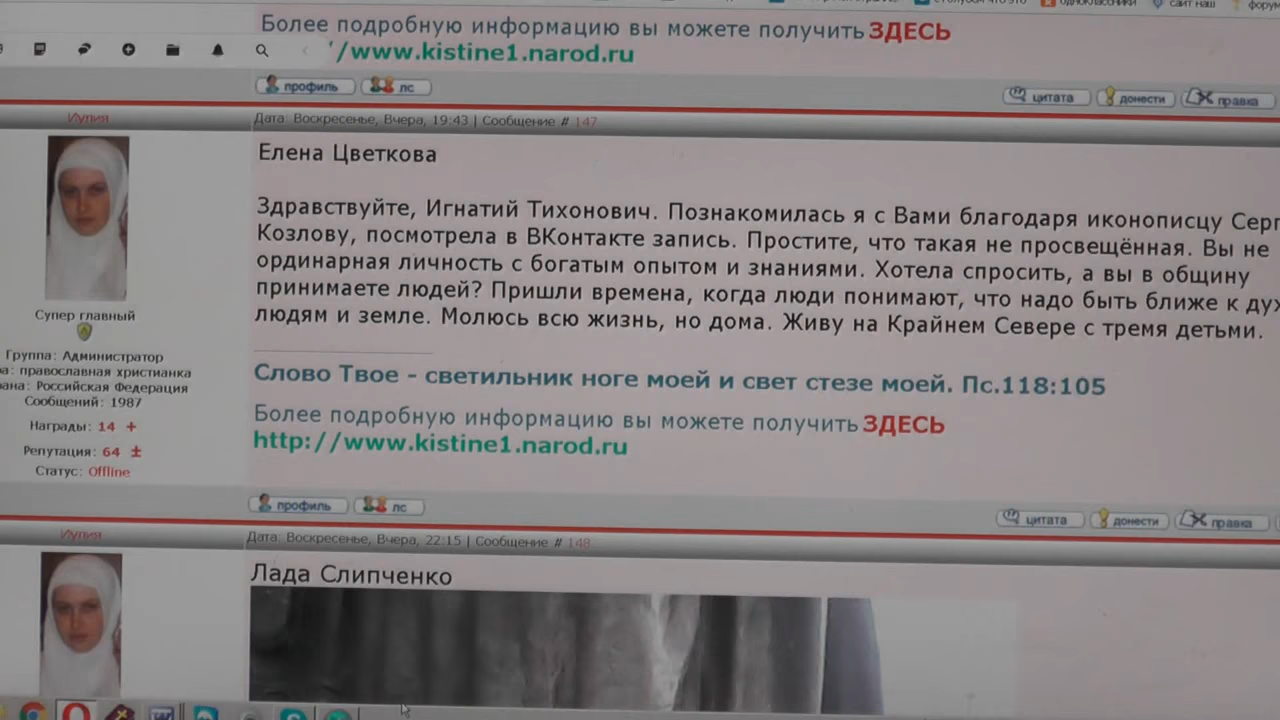 Более подробную информацию вы можете получить ЗДЕСЬ
/www.kistine1.narod.ru
профиль
лс
цитата
донести
правка
Иулия
Дата: Воскресенье, Вчера, 19:43 | Сообщение # 147
Елена Цветкова
Здравствуйте, Игнатий Тихонович. Познакомилась я с Вами благодаря иконописцу Серг
Козлову, посмотрела в ВКонтакте запись. Простите, что такая не просвещённая. Вы не
ординарная личность с богатым опытом и знаниями. Хотела спросить, а вы в общину
принимаете людей? Пришли времена, когда люди понимают, что надо быть ближе к дух
людям и земле. Молюсь всю жизнь, но дома. Живу на Крайнем Севере с тремя детьми.
Супер главный
Группа: Администратор
ра: православная христианка
рана: Российская Федерация
Сообщений: 1987
Награды: 14 +
Репутация: 64 ±
Статус: Offline
Слово Твое - светильник ноге моей и свет стезе моей. Пс.118:105
Более подробную информацию вы можете получить ЗДЕСЬ
http://www.kistine1.narod.ru
профиль
лс
цитата
донести
правка
Иулия
Дата: Воскресенье, Вчера, 22:15 | Сообщение # 148
Лада Слипченко